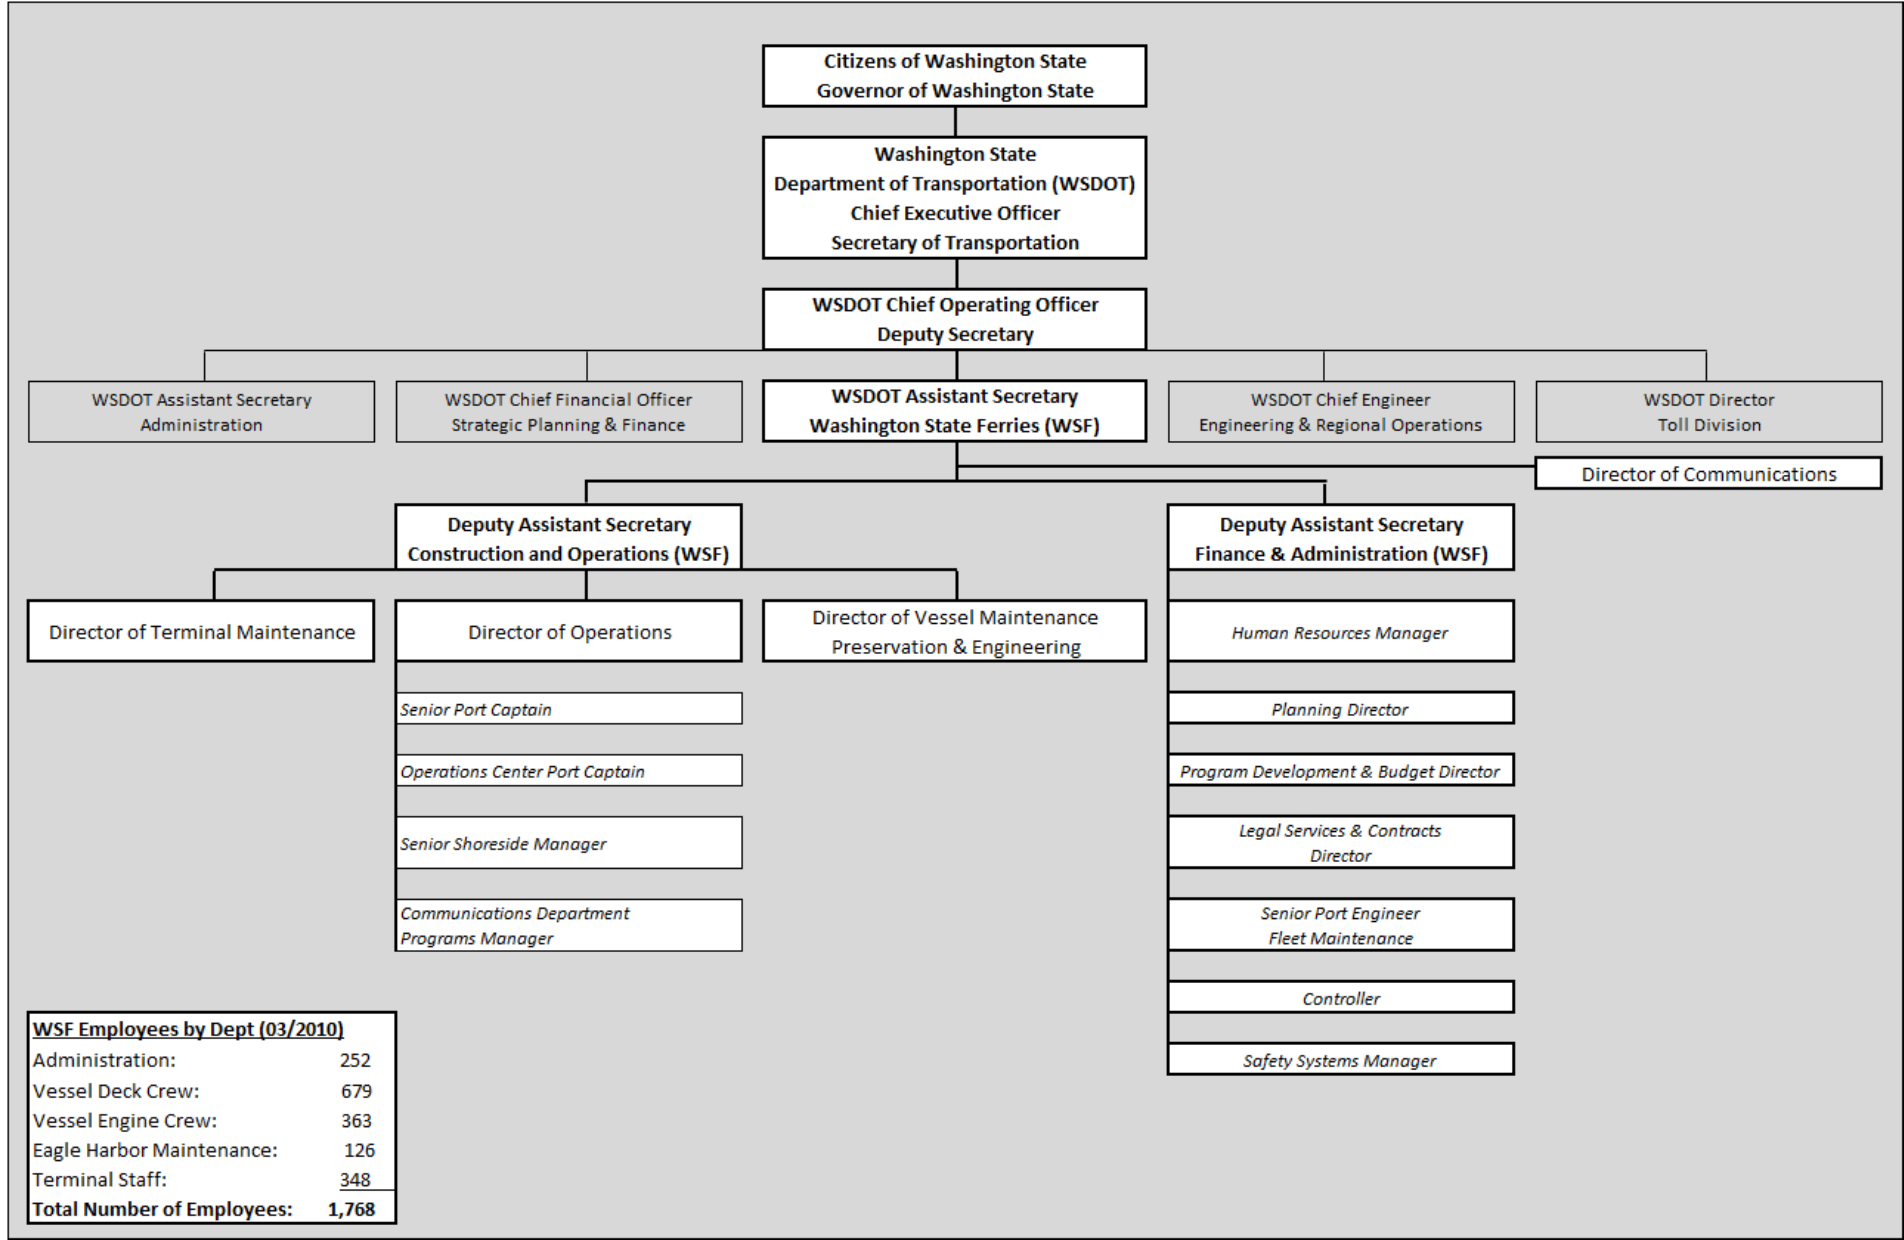 Citizens of Washington State
Governor of Washington State
Washington State
Department of Transportation (WSDOT)
Chief Executive Officer
Secretary of Transportation
WSDOT Chief Operating Officer
Deputy Secretary
WSDOT Assistant Secretary
Administration
WSDOT Chief Financial Officer
Strategic Planning & Finance
WSDOT Assistant Secretary
Washington State Ferries (WSF)
WSDOT Chief Engineer
Engineering & Regional Operations
WSDOT Director
Toll Division
Director of Communications
Deputy Assistant Secretary
Construction and Operations (WSF)
Deputy Assistant Secretary
Finance & Administration (WSF)
Director of Terminal Maintenance
Director of Operations
Director of Vessel Maintenance
Preservation & Engineering
Human Resources Manager
Senior Port Captain
Planning Director
Operations Center Port Captain
Program Development & Budget Director
Senior Shoreside Manager
Legal Services & Contracts
Director
Communications Department
Programs Manager
Senior Port Engineer
Fleet Maintenance
Controller
Safety Systems Manager
WSF Employees by Dept (03/2010)
Administration: 252
Vessel Deck Crew: 679
Vessel Engine Crew: 363
Eagle Harbor Maintenance: 126
Terminal Staff: 348
Total Number of Employees: 1,768